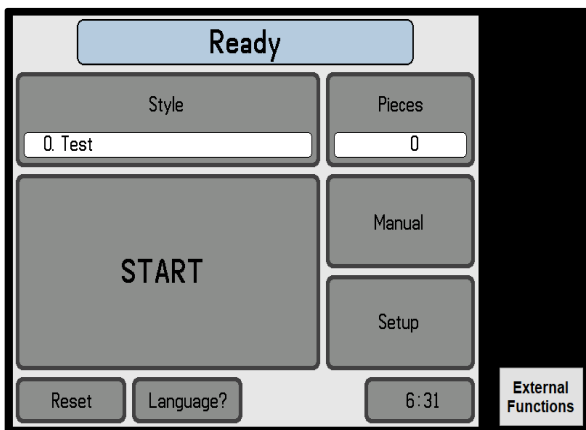 Ready
Style
Pieces
0. Test
0
START
Manual
Setup
Reset
Language?
6:31
External
Functions